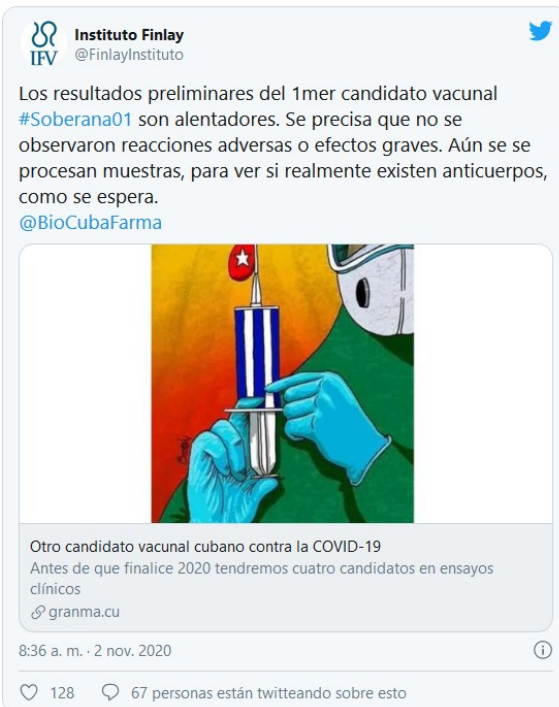 IFV
Instituto Finlay
@FinlayInstituto
Los resultados preliminares del 1mer candidato vacunal
#Soberana01 son alentadores. Se precisa que no se
observaron reacciones adversas o efectos graves. Aún se se
procesan muestras, para ver si realmente existen anticuerpos,
como se espera.
@BioCubaFarma
Otro candidato vacunal cubano contra la COVID-19
Antes de que finalice 2020 tendremos cuatro candidatos en ensayos
clínicos
granma.cu
8:36 a. m. · 2 nov. 2020
128
67 personas están twitteando sobre esto